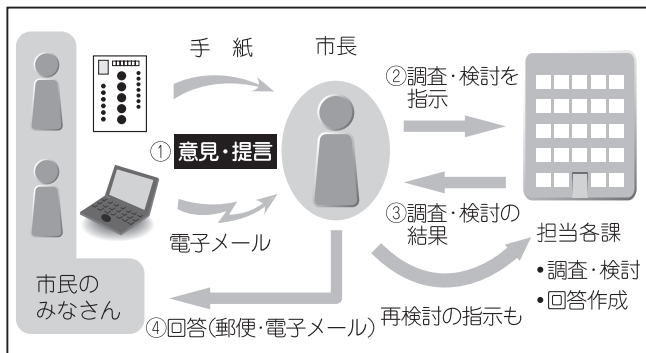 手紙
市長
②調査・検討を
指示
①意見・提言
③調査・検討の
結果
電子メール
担当各課
•調査・検討
•回答作成
市民の
みなさん
④回答(郵便・電子メール)
再検討の指示も